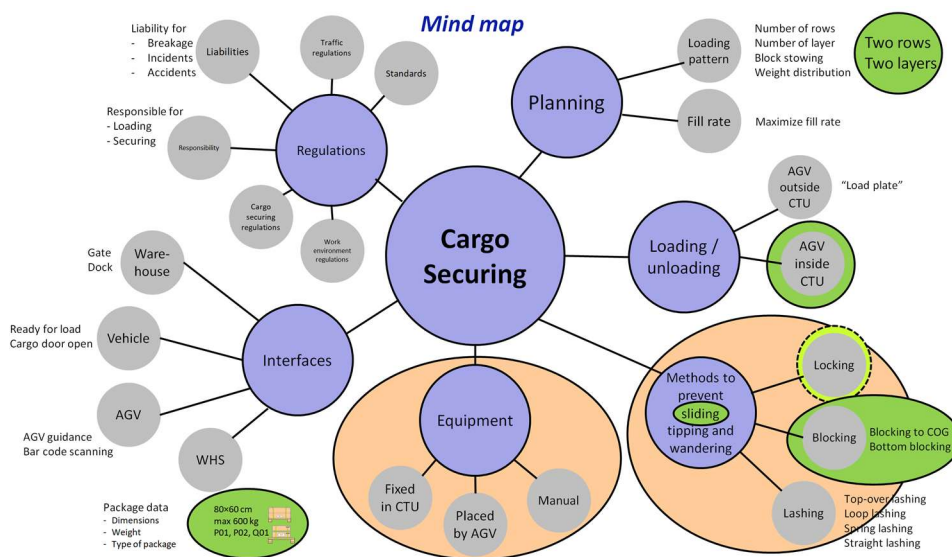 Mind map
Liability for
- Breakage
- Incidents
- Accidents
Liabilities
Traffic
regulations
Standards
Responsible for
- Loading
- Securing
Responsibility
Regulations
Cargo
securing
regulations
Work
environment
regulations
Planning
Loading
pattern
Number of rows
Number of layer
Block stowing
Weight distribution
Two rows
Two layers
Fill rate
Maximize fill rate
Cargo
Securing
Loading /
unloading
AGV
outside
CTU
“Load plate”
AGV
inside
CTU
Gate
Dock
Ware-
house
Ready for load
Cargo door open
Vehicle
Interfaces
AGV
AGV guidance
Bar code scanning
WHS
Package data
- Dimensions
- Weight
- Type of package
80×60 cm
max 600 kg
P01, P02, Q01
Equipment
Fixed
in CTU
Placed
by AGV
Manual
Methods to
prevent
sliding
tipping and
wandering
Locking
Blocking
Blocking to COG
Bottom blocking
Lashing
Top-over lashing
Loop lashing
Spring lashing
Straight lashing